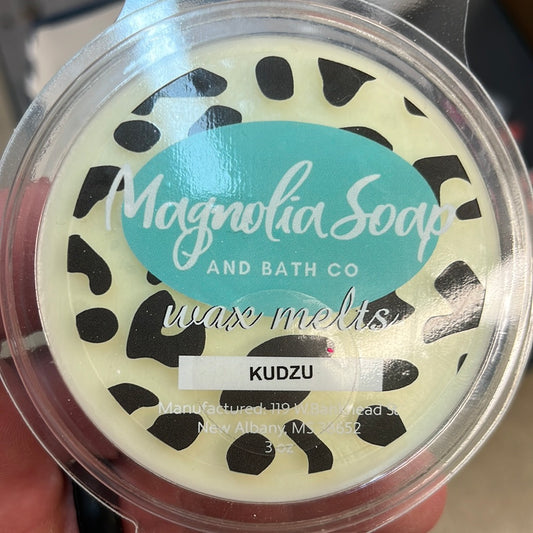 Magnolia Soap
AND BATH CO
wax melts
KUDZU
Manufactured: 119 W.Bankhead St
New Albany, MS 38652
3 oz